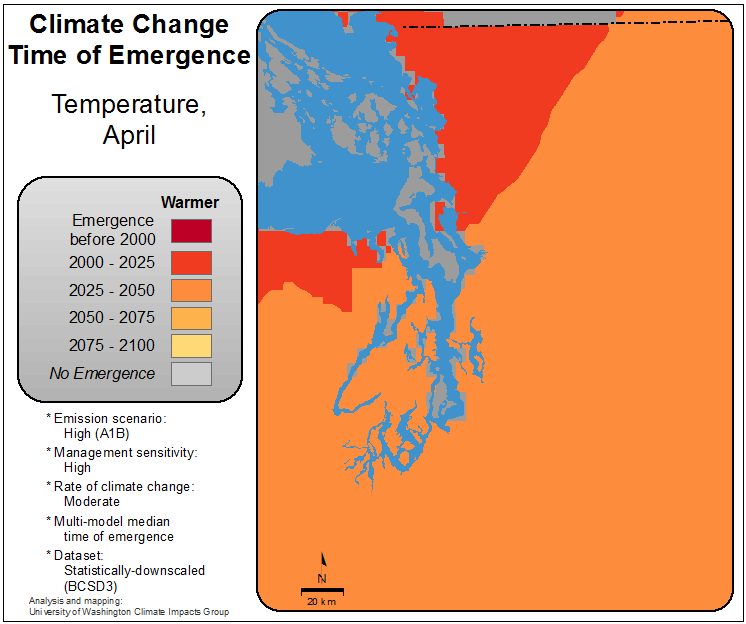 Climate Change
Time of Emergence
Temperature,
April
Warmer
Emergence
before 2000
2000 - 2025
2025 - 2050
2050 - 2075
2075 - 2100
No Emergence
* Emission scenario:
High (A1B)
* Management sensitivity:
High
* Rate of climate change:
Moderate
* Multi-model median
time of emergence
* Dataset:
Statistically-downscaled
(BCSD3)
Analysis and mapping:
University of Washington Climate Impacts Group
N
20 km